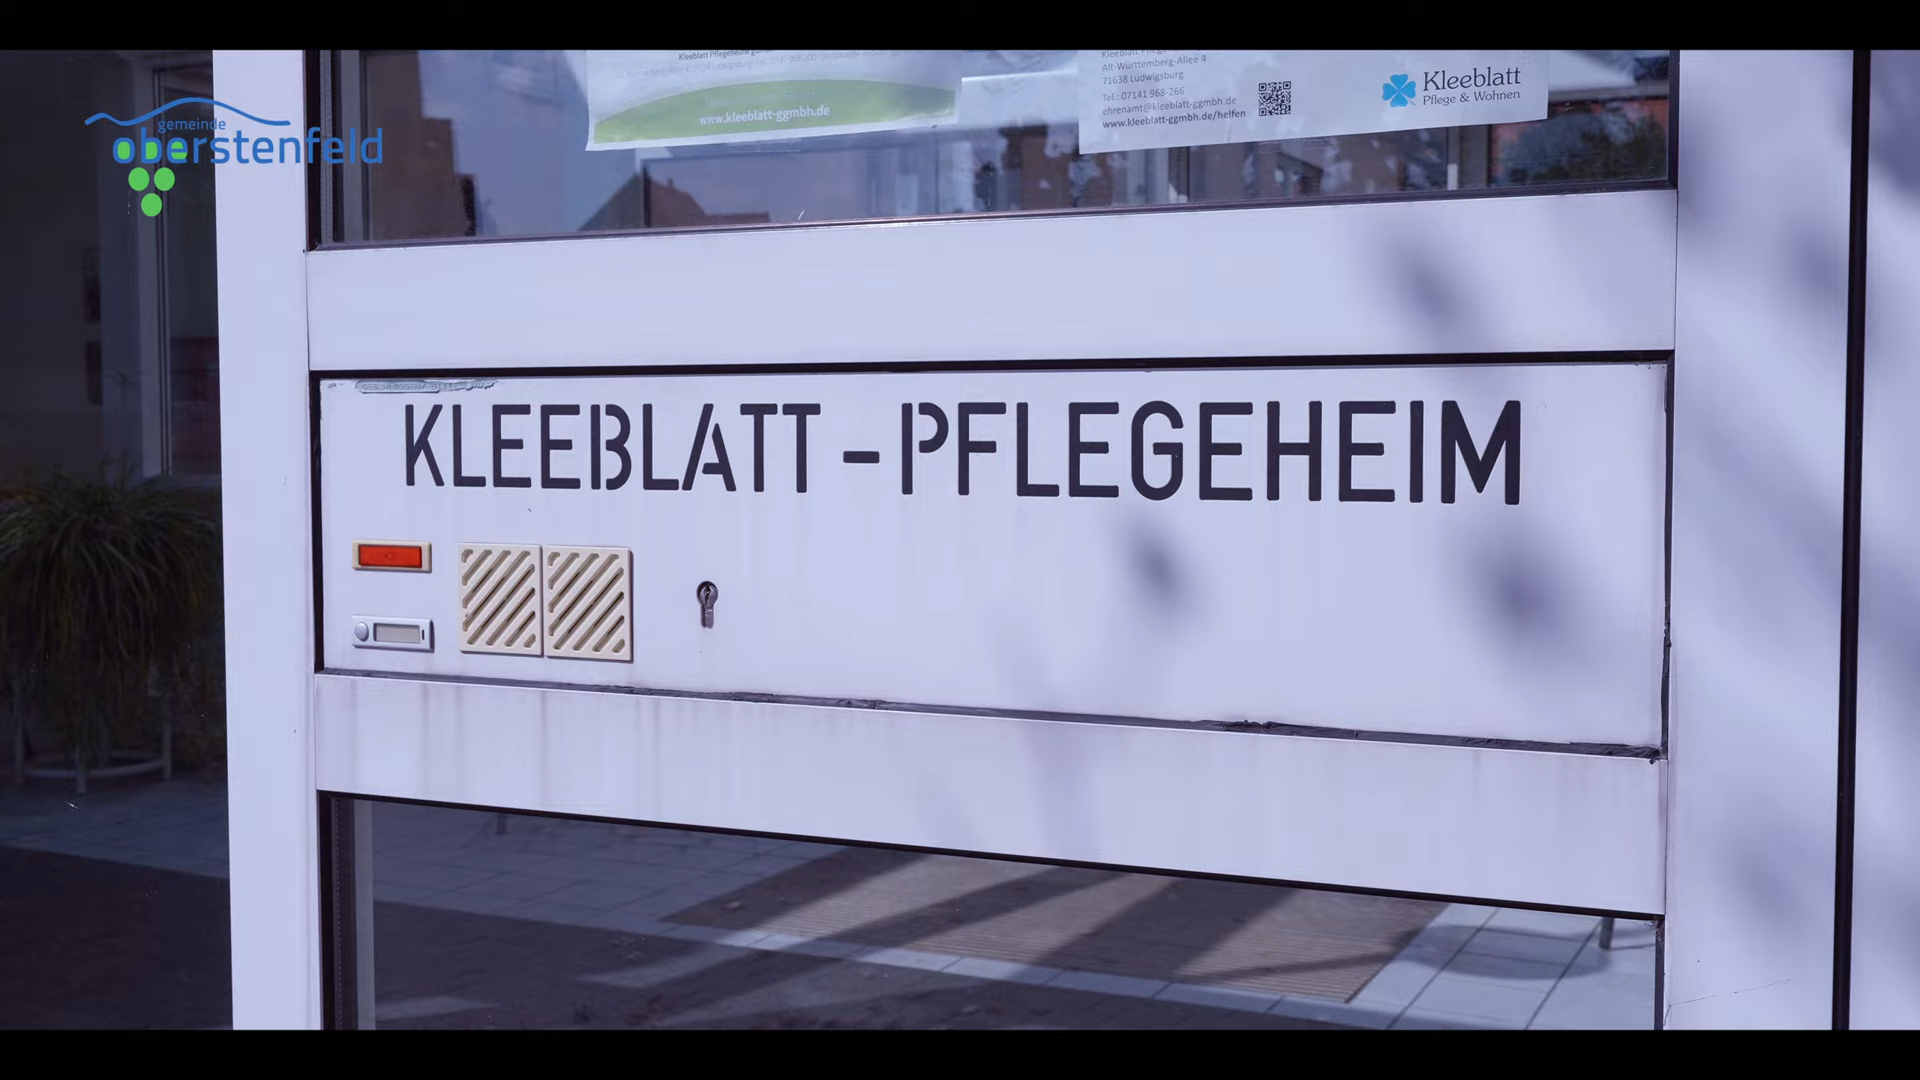 gemeinde
oberstenfeld
www.kleeblatt-ggmbh.de
Alt-Württemberg-Allee 4
71638 Ludwigsburg
Tel.: 07141 968-266
ehrenamt@kleeblatt-ggmbh.de
www.kleeblatt-ggmbh.de/helfen
Kleeblatt
Pflege & Wohnen
KLEEBLATT-PFLEGEHEIM